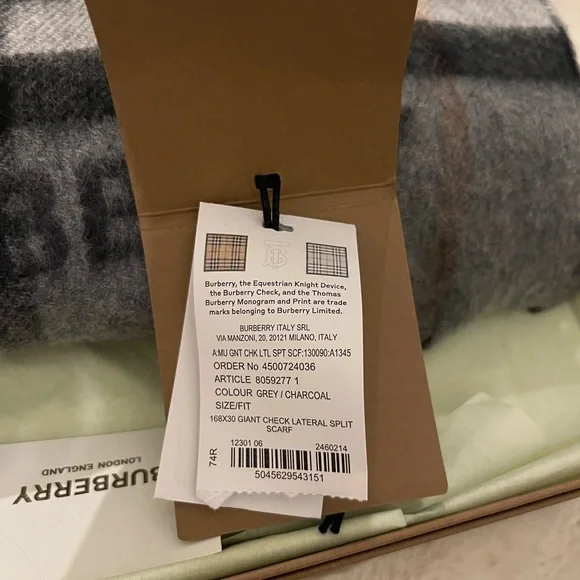 Burberry, the Equestrian Knight Device,
the Burberry Check, and the Thomas
Burberry Monogram and Print are trade
marks belonging to Burberry Limited.
BURBERRY ITALY SRL
VIA MANZONI, 20, 20121 MILANO, ITALY
A:MU GNT CHK LTL SPT SCF:130090:A1345
ORDER No 4500724036
ARTICLE 8059277 1
COLOUR GREY / CHARCOAL
SIZE/FIT
168X30 GIANT CHECK LATERAL SPLIT
SCARF
74R
12301 06 2460214
5045629543151
BURBERRY
LONDON ENGLAND